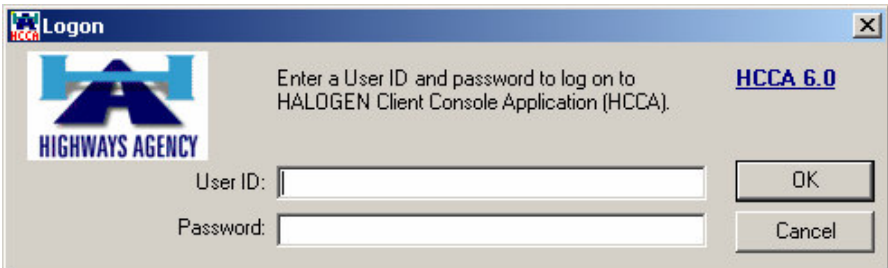 HCCA Logon
Enter a User ID and password to log on to
HALOGEN Client Console Application (HCCA).
HCCA 6.0
HIGHWAYS AGENCY
User ID:
OK
Password:
Cancel